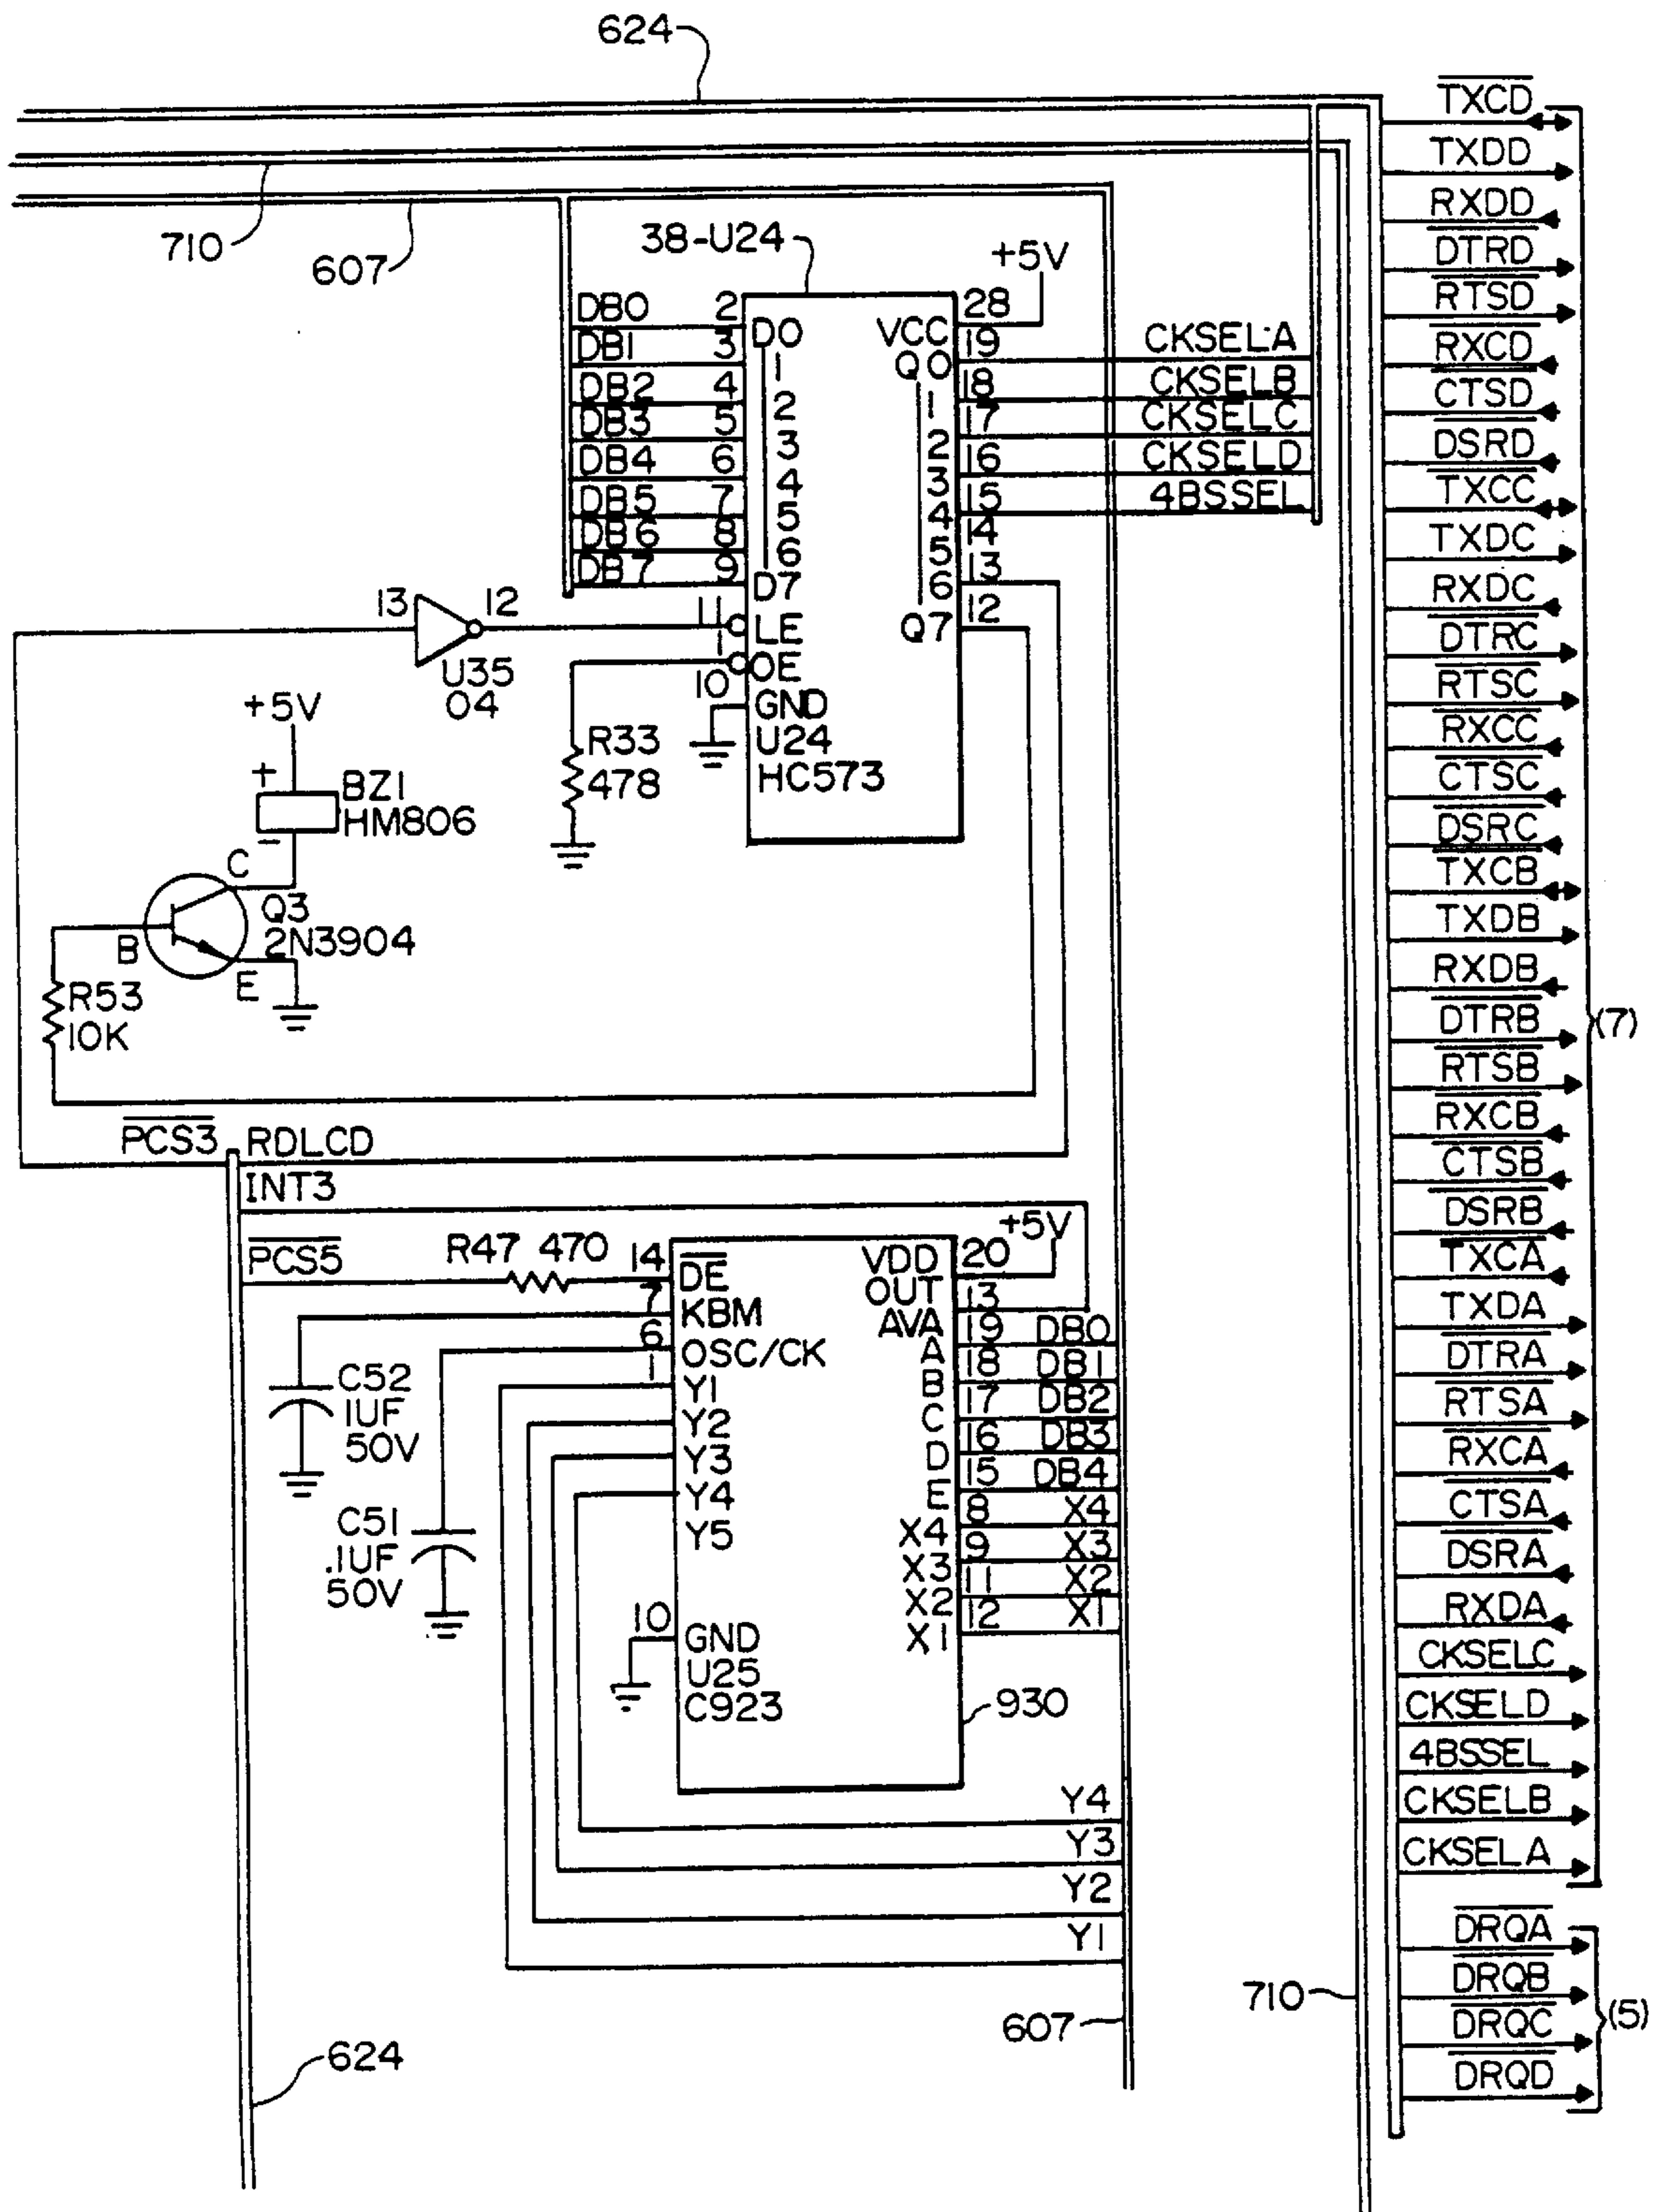 624
710
607
38-U24
+5V
DB0 2
DB1 3
DB2 4
DB3 5
DB4 6
DB5 7
DB6 8
DB7 9
D0
1
2
3
4
5
6
D7
LE
OE
GND
U24
HC573
11
1
10
VCC
Q0
1
2
3
4
5
6
Q7
28
19
18
17
16
15
14
13
12
CKSELA
CKSELB
CKSELC
CKSELD
4BSSEL
13 12
U35
04
R33
478
+5V
+
BZ1
HM806
-
C
B
E
Q3
2N3904
R53
10K
PCS3
RDLCD
INT3
PCS5
R47 470
+5V
14
7
6
1
DE
KBM
OSC/CK
Y1
Y2
Y3
Y4
Y5
10
GND
U25
C923
VDD
OUT
AVA
A
B
C
D
E
X4
X3
X2
X1
20
13
19 DB0
18 DB1
17 DB2
16 DB3
15 DB4
8 X4
9 X3
11 X2
12 X1
C52
1UF
50V
C51
.1UF
50V
930
Y4
Y3
Y2
Y1
607
710
624
TXCD
TXDD
RXDD
DTRD
RTSD
RXCD
CTSD
DSRD
TXCC
TXDC
RXDC
DTRC
RTSC
RXCC
CTSC
DSRC
TXCB
TXDB
RXDB
DTRB
RTSB
RXCB
CTSB
DSRB
TXCA
TXDA
DTRA
RTSA
RXCA
CTSA
DSRA
RXDA
CKSELC
CKSELD
4BSSEL
CKSELB
CKSELA
(7)
DRQA
DRQB
DRQC
DRQD
(5)